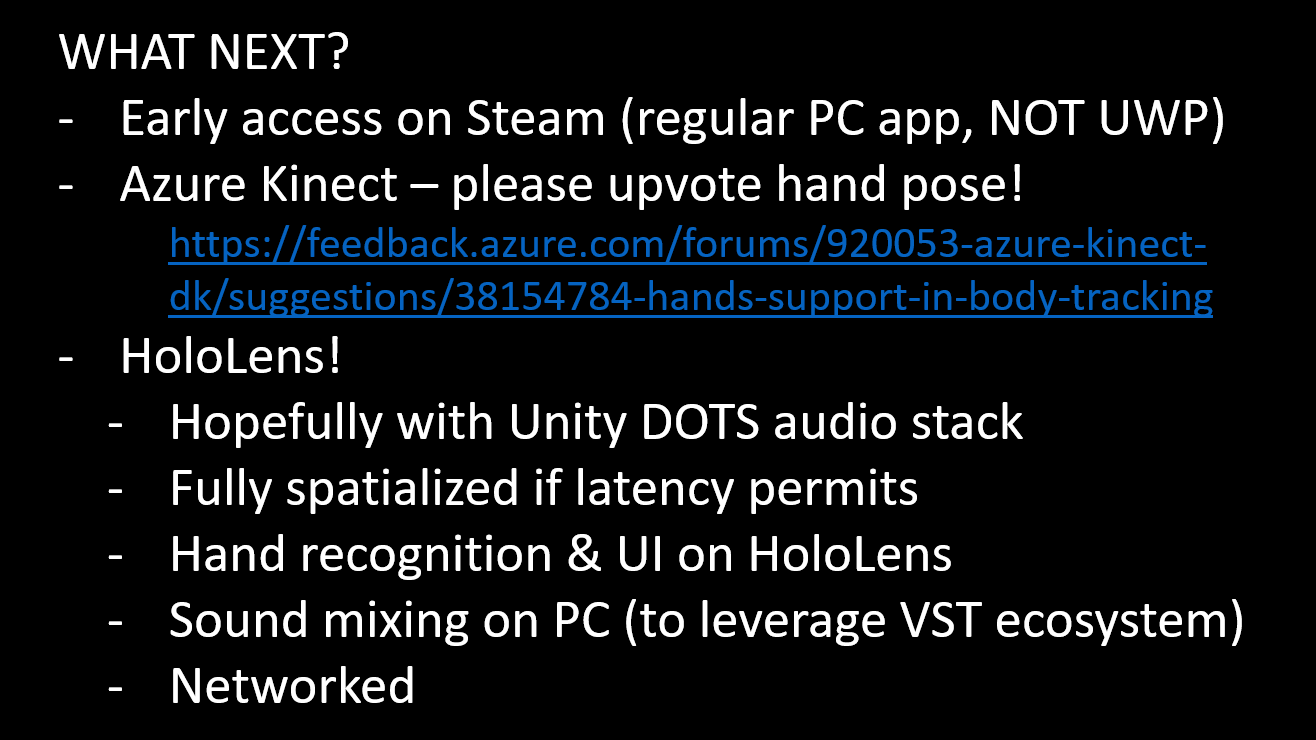 WHAT NEXT?
- Early access on Steam (regular PC app, NOT UWP)
- Azure Kinect – please upvote hand pose!
https://feedback.azure.com/forums/920053-azure-kinect-
dk/suggestions/38154784-hands-support-in-body-tracking
- HoloLens!
- Hopefully with Unity DOTS audio stack
- Fully spatialized if latency permits
- Hand recognition & UI on HoloLens
- Sound mixing on PC (to leverage VST ecosystem)
- Networked